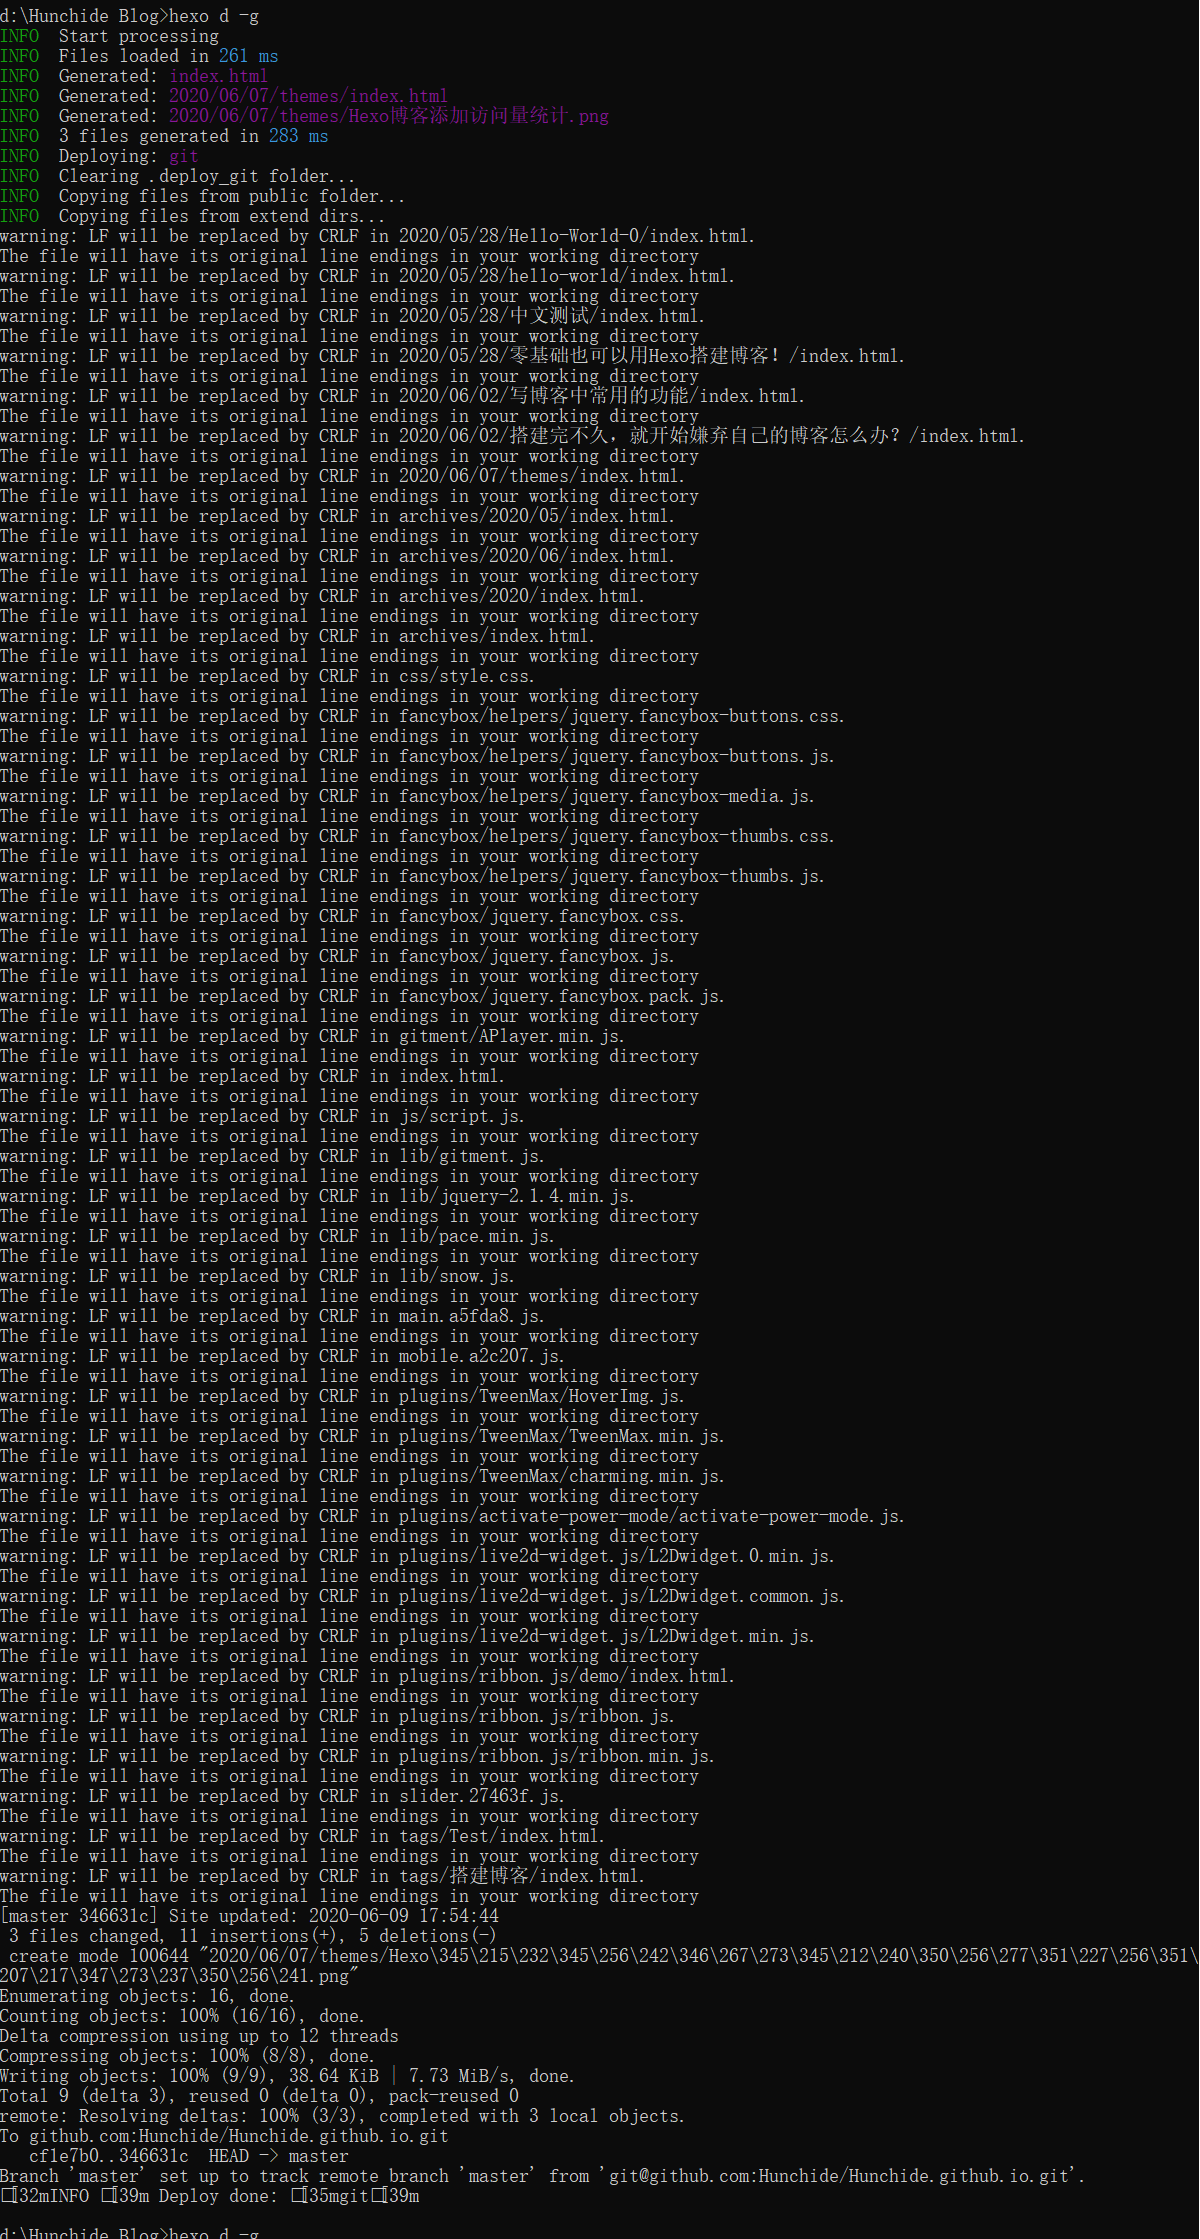 d:\Hunchide Blog>hexo d -g
INFO  Start processing
INFO  Files loaded in 261 ms
INFO  Generated: index.html
INFO  Generated: 2020/06/07/themes/index.html
INFO  Generated: 2020/06/07/themes/Hexo博客添加访问量统计.png
INFO  3 files generated in 283 ms
INFO  Deploying: git
INFO  Clearing .deploy_git folder...
INFO  Copying files from public folder...
INFO  Copying files from extend dirs...
warning: LF will be replaced by CRLF in 2020/05/28/Hello-World-0/index.html.
The file will have its original line endings in your working directory
warning: LF will be replaced by CRLF in 2020/05/28/hello-world/index.html.
The file will have its original line endings in your working directory
warning: LF will be replaced by CRLF in 2020/05/28/中文测试/index.html.
The file will have its original line endings in your working directory
warning: LF will be replaced by CRLF in 2020/05/28/零基础也可以用Hexo搭建博客！/index.html.
The file will have its original line endings in your working directory
warning: LF will be replaced by CRLF in 2020/06/02/写博客中常用的功能/index.html.
The file will have its original line endings in your working directory
warning: LF will be replaced by CRLF in 2020/06/02/搭建完不久，就开始嫌弃自己的博客怎么办？/index.html.
The file will have its original line endings in your working directory
warning: LF will be replaced by CRLF in 2020/06/07/themes/index.html.
The file will have its original line endings in your working directory
warning: LF will be replaced by CRLF in archives/2020/05/index.html.
The file will have its original line endings in your working directory
warning: LF will be replaced by CRLF in archives/2020/06/index.html.
The file will have its original line endings in your working directory
warning: LF will be replaced by CRLF in archives/2020/index.html.
The file will have its original line endings in your working directory
warning: LF will be replaced by CRLF in archives/index.html.
The file will have its original line endings in your working directory
warning: LF will be replaced by CRLF in css/style.css.
The file will have its original line endings in your working directory
warning: LF will be replaced by CRLF in fancybox/helpers/jquery.fancybox-buttons.css.
The file will have its original line endings in your working directory
warning: LF will be replaced by CRLF in fancybox/helpers/jquery.fancybox-buttons.js.
The file will have its original line endings in your working directory
warning: LF will be replaced by CRLF in fancybox/helpers/jquery.fancybox-media.js.
The file will have its original line endings in your working directory
warning: LF will be replaced by CRLF in fancybox/helpers/jquery.fancybox-thumbs.css.
The file will have its original line endings in your working directory
warning: LF will be replaced by CRLF in fancybox/helpers/jquery.fancybox-thumbs.js.
The file will have its original line endings in your working directory
warning: LF will be replaced by CRLF in fancybox/jquery.fancybox.css.
The file will have its original line endings in your working directory
warning: LF will be replaced by CRLF in fancybox/jquery.fancybox.js.
The file will have its original line endings in your working directory
warning: LF will be replaced by CRLF in fancybox/jquery.fancybox.pack.js.
The file will have its original line endings in your working directory
warning: LF will be replaced by CRLF in gitment/APlayer.min.js.
The file will have its original line endings in your working directory
warning: LF will be replaced by CRLF in index.html.
The file will have its original line endings in your working directory
warning: LF will be replaced by CRLF in js/script.js.
The file will have its original line endings in your working directory
warning: LF will be replaced by CRLF in lib/gitment.js.
The file will have its original line endings in your working directory
warning: LF will be replaced by CRLF in lib/jquery-2.1.4.min.js.
The file will have its original line endings in your working directory
warning: LF will be replaced by CRLF in lib/pace.min.js.
The file will have its original line endings in your working directory
warning: LF will be replaced by CRLF in lib/snow.js.
The file will have its original line endings in your working directory
warning: LF will be replaced by CRLF in main.a5fda8.js.
The file will have its original line endings in your working directory
warning: LF will be replaced by CRLF in mobile.a2c207.js.
The file will have its original line endings in your working directory
warning: LF will be replaced by CRLF in plugins/TweenMax/HoverImg.js.
The file will have its original line endings in your working directory
warning: LF will be replaced by CRLF in plugins/TweenMax/TweenMax.min.js.
The file will have its original line endings in your working directory
warning: LF will be replaced by CRLF in plugins/TweenMax/charming.min.js.
The file will have its original line endings in your working directory
warning: LF will be replaced by CRLF in plugins/activate-power-mode/activate-power-mode.js.
The file will have its original line endings in your working directory
warning: LF will be replaced by CRLF in plugins/live2d-widget.js/L2Dwidget.0.min.js.
The file will have its original line endings in your working directory
warning: LF will be replaced by CRLF in plugins/live2d-widget.js/L2Dwidget.common.js.
The file will have its original line endings in your working directory
warning: LF will be replaced by CRLF in plugins/live2d-widget.js/L2Dwidget.min.js.
The file will have its original line endings in your working directory
warning: LF will be replaced by CRLF in plugins/ribbon.js/demo/index.html.
The file will have its original line endings in your working directory
warning: LF will be replaced by CRLF in plugins/ribbon.js/ribbon.js.
The file will have its original line endings in your working directory
warning: LF will be replaced by CRLF in plugins/ribbon.js/ribbon.min.js.
The file will have its original line endings in your working directory
warning: LF will be replaced by CRLF in slider.27463f.js.
The file will have its original line endings in your working directory
warning: LF will be replaced by CRLF in tags/Test/index.html.
The file will have its original line endings in your working directory
warning: LF will be replaced by CRLF in tags/搭建博客/index.html.
The file will have its original line endings in your working directory
[master 346631c] Site updated: 2020-06-09 17:54:44
 3 files changed, 11 insertions(+), 5 deletions(-)
 create mode 100644 "2020/06/07/themes/Hexo\345\215\232\345\256\242\346\267\273\345\212\240\350\256\277\351\227\256\351\
207\217\347\273\237\350\256\241.png"
Enumerating objects: 16, done.
Counting objects: 100% (16/16), done.
Delta compression using up to 12 threads
Compressing objects: 100% (8/8), done.
Writing objects: 100% (9/9), 38.64 KiB | 7.73 MiB/s, done.
Total 9 (delta 3), reused 0 (delta 0), pack-reused 0
remote: Resolving deltas: 100% (3/3), completed with 3 local objects.
To github.com:Hunchide/Hunchide.github.io.git
   cf1e7b0..346631c  HEAD -> master
Branch 'master' set up to track remote branch 'master' from 'git@github.com:Hunchide/Hunchide.github.io.git'.
[32mINFO [39m Deploy done: [35mgit[39m
d:\Hunchide Blog>hexo d -g